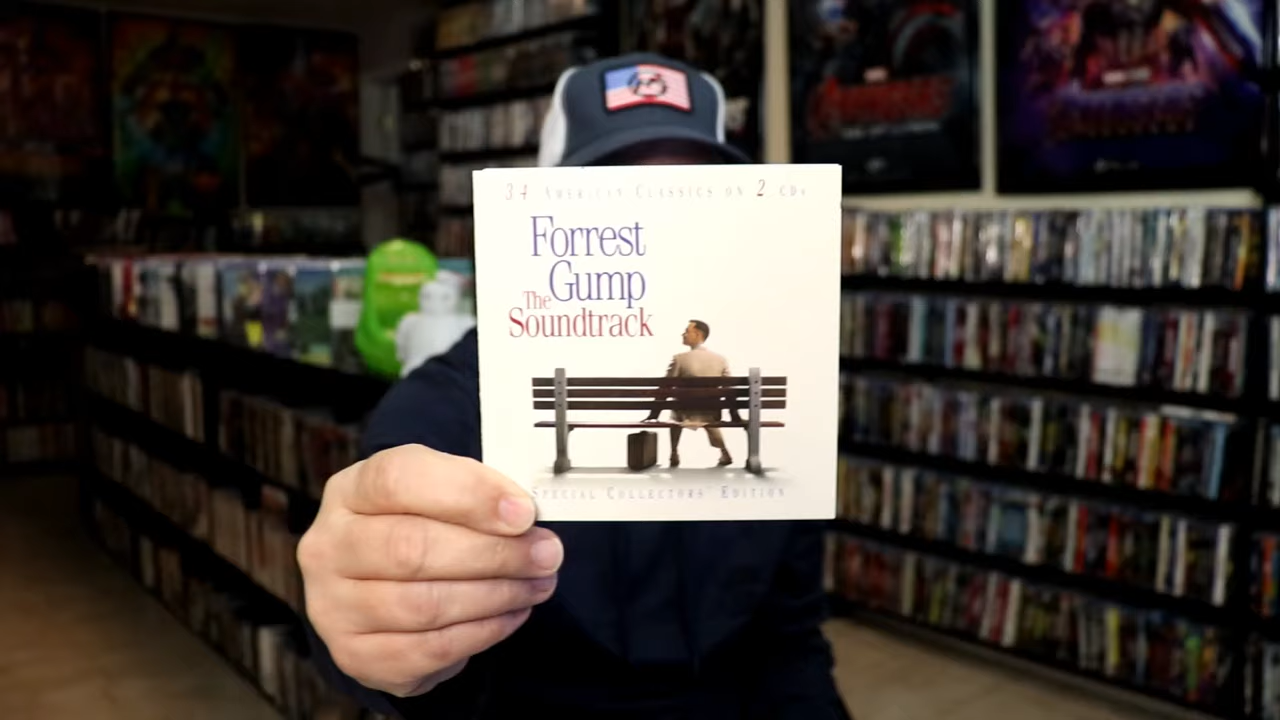 34 AMERICAN CLASSICS ON 2 CDs
Forrest
Gump
The
Soundtrack
SPECIAL COLLECTORS' EDITION